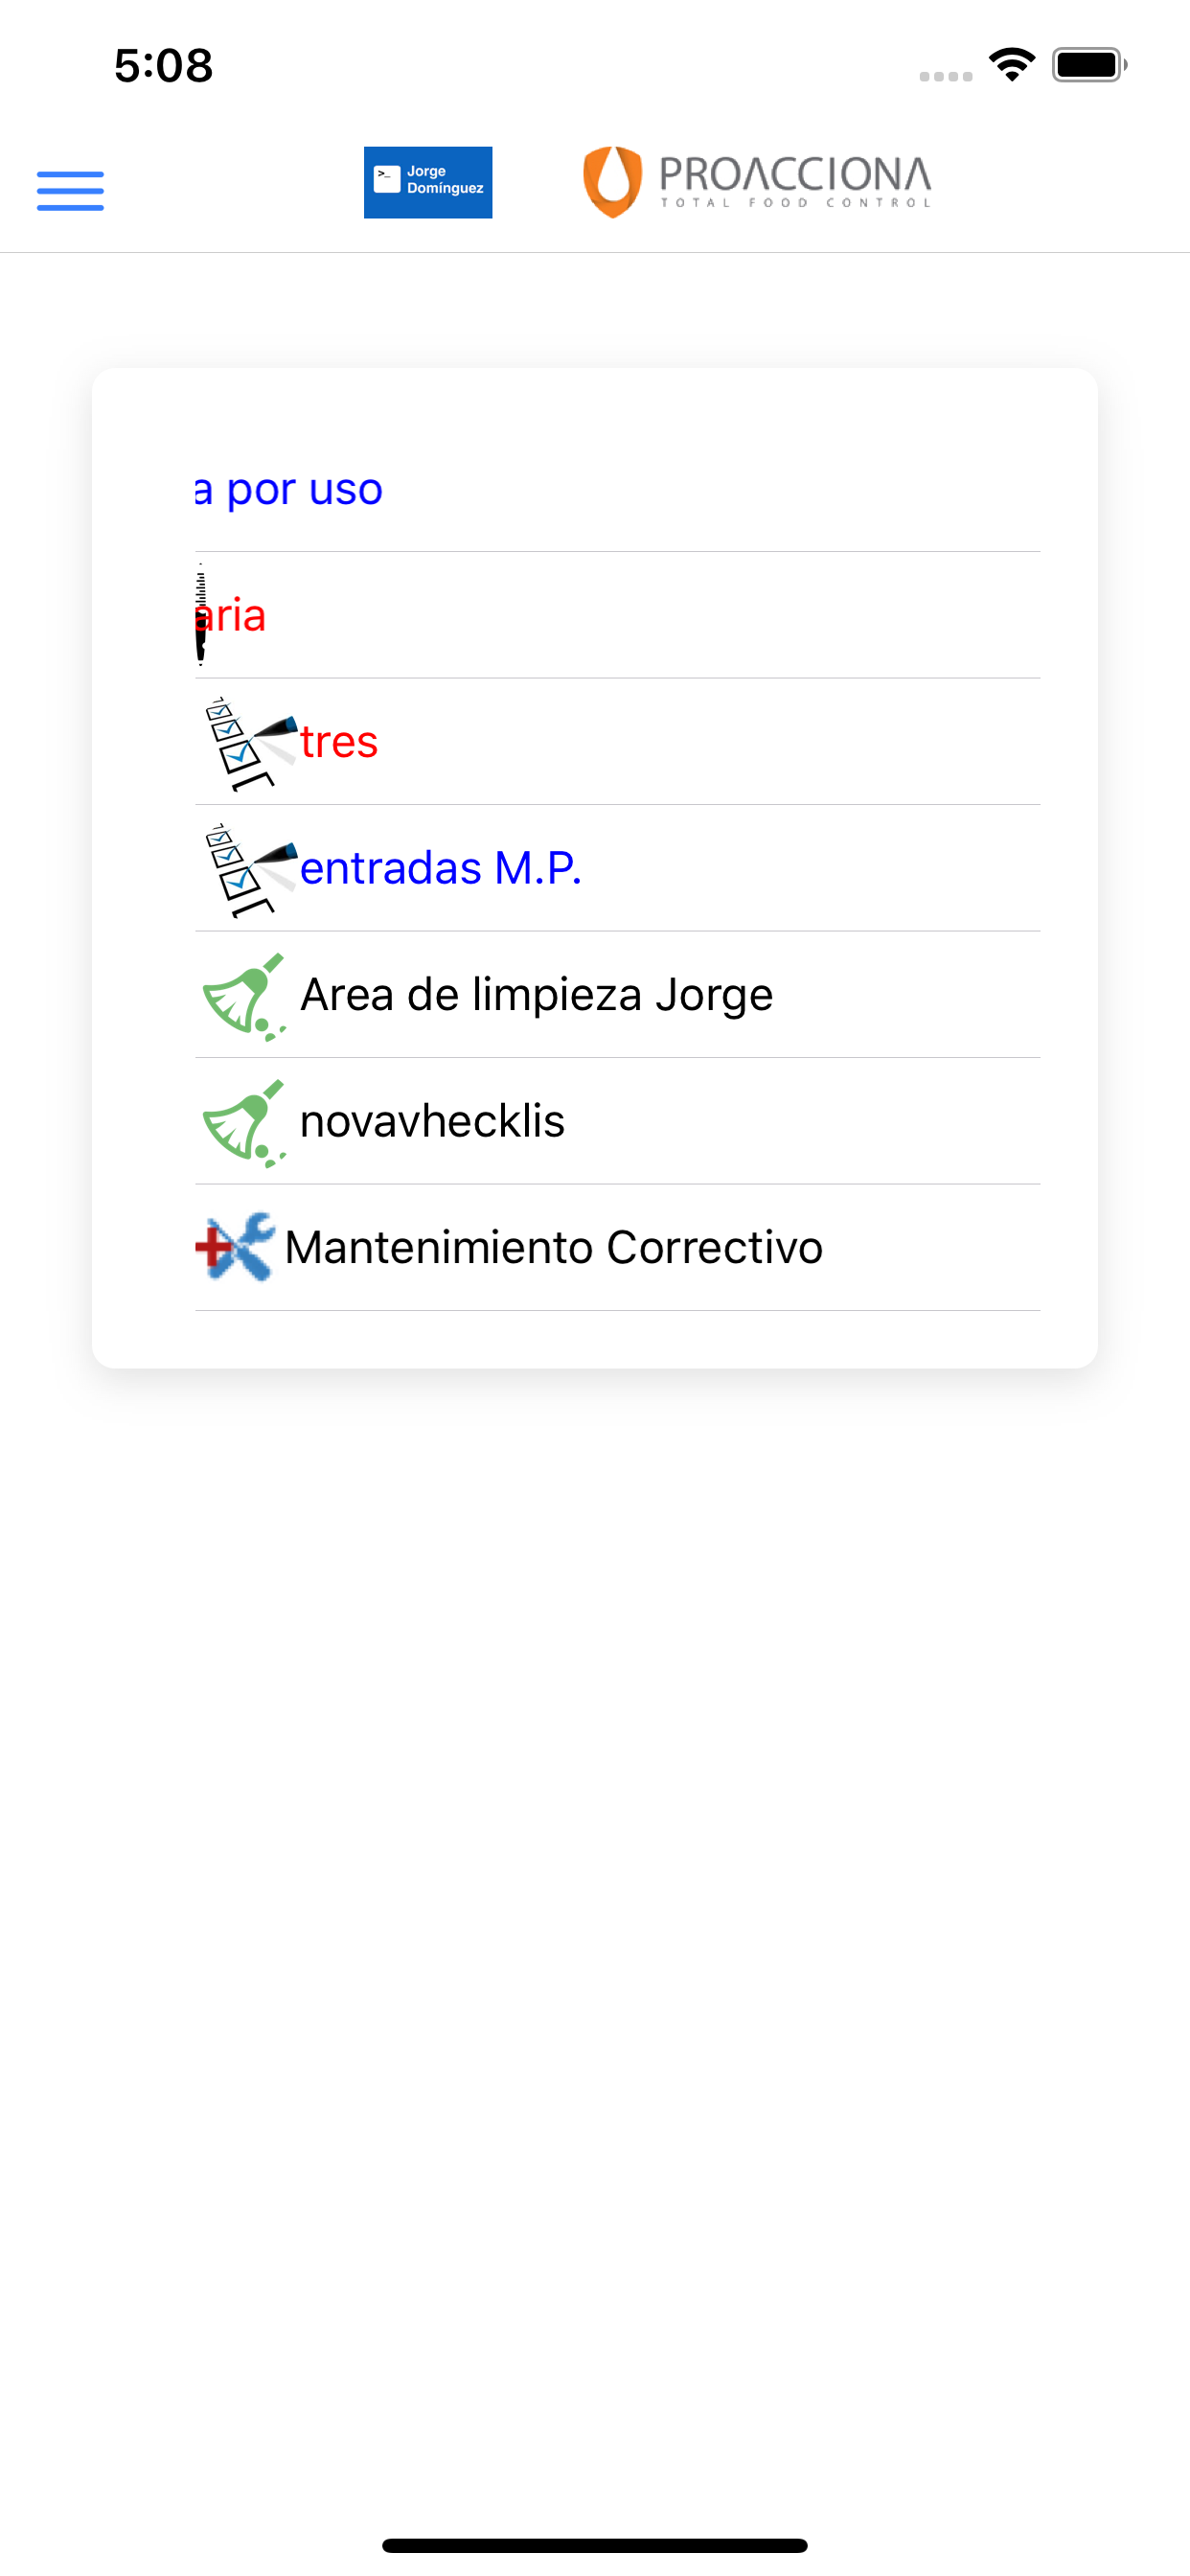 5:08
>_ Jorge
Domínguez
PROACCIONA
TOTAL FOOD CONTROL
a por uso
aria
tres
entradas M.P.
Area de limpieza Jorge
novavhecklis
Mantenimiento Correctivo